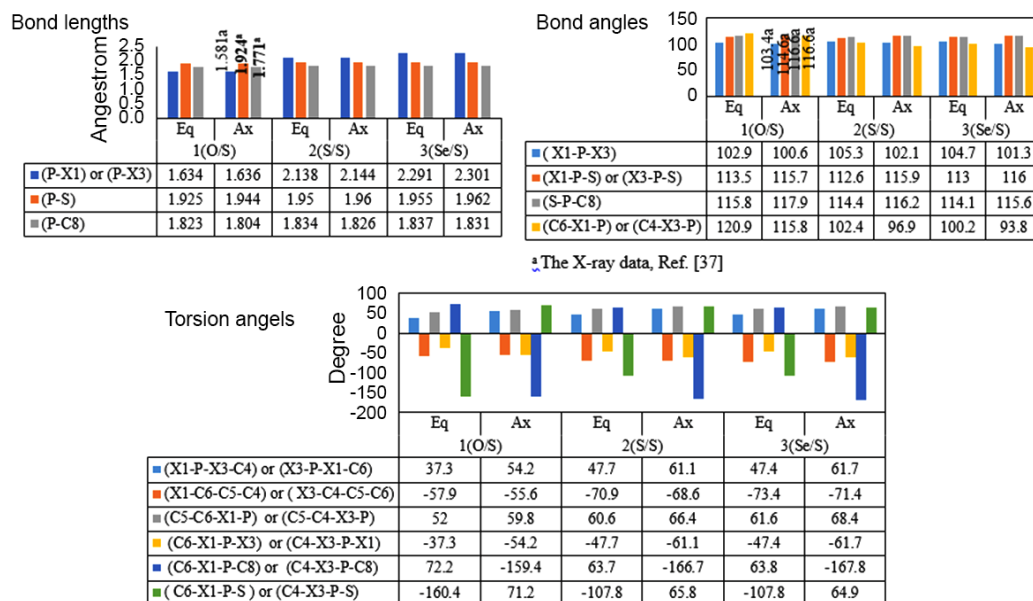 Bond lengths
Angestrom
2.5
2.0
1.5
1.0
0.5
0.0
1.581a
1.924a
1.771a
Eq Ax Eq Ax Eq Ax
1(O/S) 2(S/S) 3(Se/S)
(P-X1) or (P-X3) 1.634 1.636 2.138 2.144 2.291 2.301
(P-S) 1.925 1.944 1.95 1.96 1.955 1.962
(P-C8) 1.823 1.804 1.834 1.826 1.837 1.831
Bond angles
150
100
50
0
103.4a
114.6a
116.6a
116.6a
Eq Ax Eq Ax Eq Ax
1(O/S) 2(S/S) 3(Se/S)
( X1-P-X3) 102.9 100.6 105.3 102.1 104.7 101.3
(X1-P-S) or (X3-P-S) 113.5 115.7 112.6 115.9 113 116
(S-P-C8) 115.8 117.9 114.4 116.2 114.1 115.6
(C6-X1-P) or (C4-X3-P) 120.9 115.8 102.4 96.9 100.2 93.8
a The X-ray data, Ref. [37]
Torsion angels
Degree
100
50
0
-50
-100
-150
-200
Eq Ax Eq Ax Eq Ax
1(O/S) 2(S/S) 3(Se/S)
(X1-P-X3-C4) or (X3-P-X1-C6) 37.3 54.2 47.7 61.1 47.4 61.7
(X1-C6-C5-C4) or ( X3-C4-C5-C6) -57.9 -55.6 -70.9 -68.6 -73.4 -71.4
(C5-C6-X1-P) or (C5-C4-X3-P) 52 59.8 60.6 66.4 61.6 68.4
(C6-X1-P-X3) or (C4-X3-P-X1) -37.3 -54.2 -47.7 -61.1 -47.4 -61.7
(C6-X1-P-C8) or (C4-X3-P-C8) 72.2 -159.4 63.7 -166.7 63.8 -167.8
( C6-X1-P-S ) or (C4-X3-P-S) -160.4 71.2 -107.8 65.8 -107.8 64.9